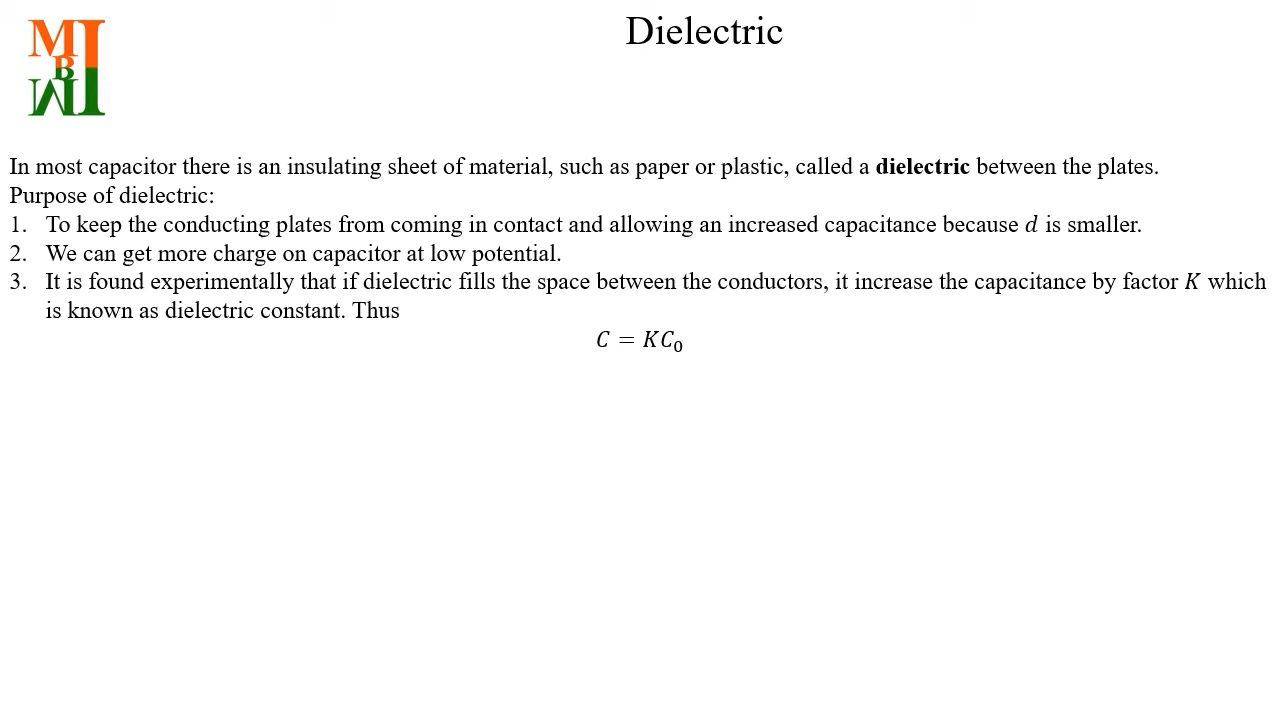 Dielectric
MI
B
In most capacitor there is an insulating sheet of material, such as paper or plastic, called a dielectric between the plates.
Purpose of dielectric:
1. To keep the conducting plates from coming in contact and allowing an increased capacitance because d is smaller.
2. We can get more charge on capacitor at low potential.
3. It is found experimentally that if dielectric fills the space between the conductors, it increase the capacitance by factor K which
is known as dielectric constant. Thus
C = KC₀